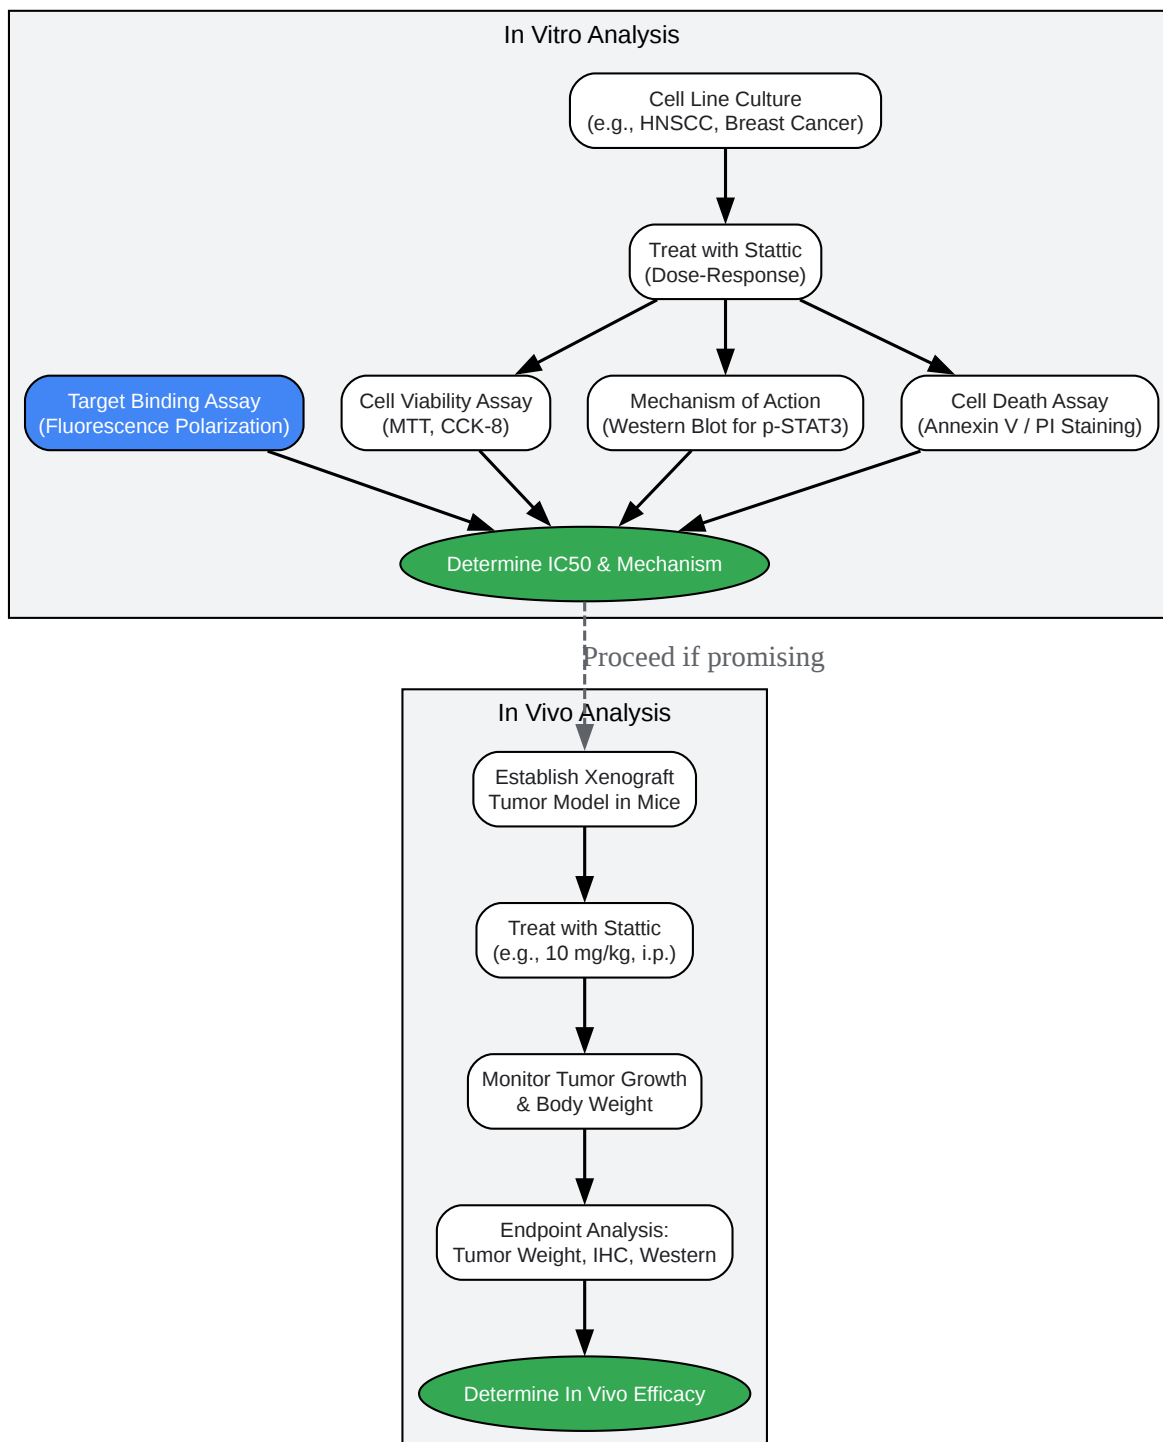 In Vitro Analysis
Cell Line Culture
(e.g., HNSCC, Breast Cancer)
Treat with Stattic
(Dose-Response)
Target Binding Assay
(Fluorescence Polarization)
Cell Viability Assay
(MTT, CCK-8)
Mechanism of Action
(Western Blot for p-STAT3)
Cell Death Assay
(Annexin V / PI Staining)
Determine IC50 & Mechanism
Proceed if promising
In Vivo Analysis
Establish Xenograft
Tumor Model in Mice
Treat with Stattic
(e.g., 10 mg/kg, i.p.)
Monitor Tumor Growth
& Body Weight
Endpoint Analysis:
Tumor Weight, IHC, Western
Determine In Vivo Efficacy